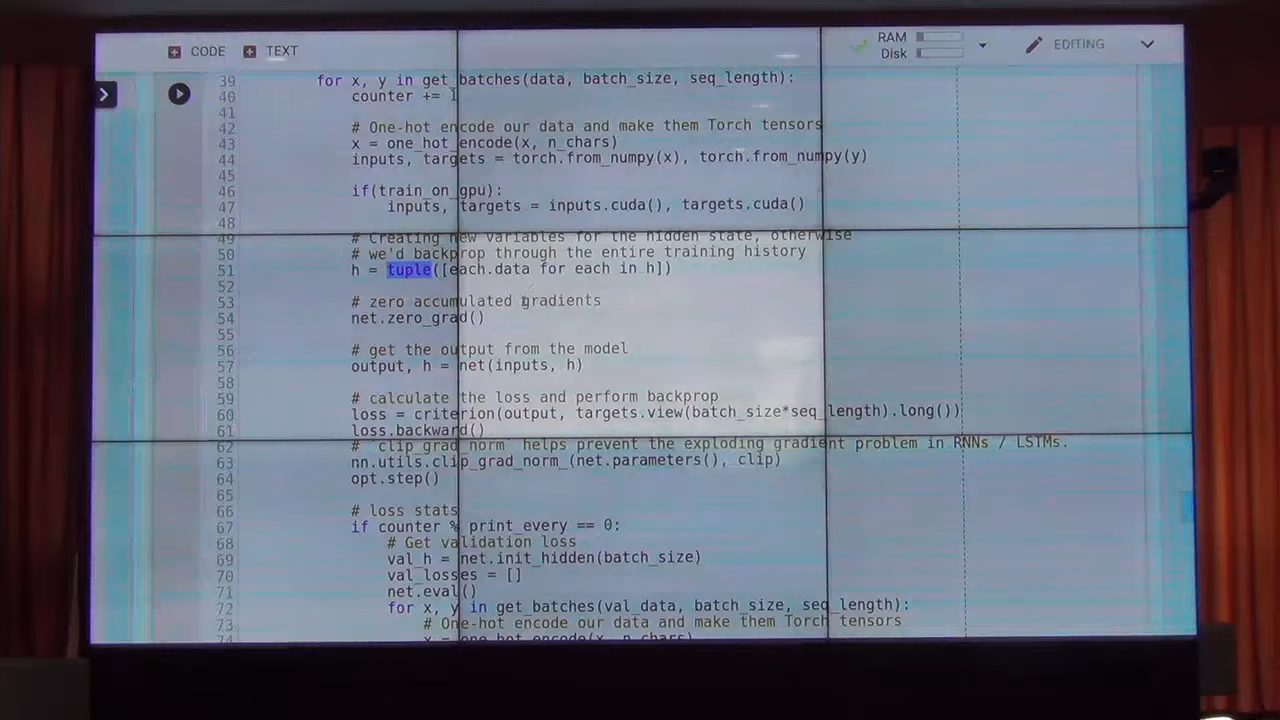 CODE TEXT RAM Disk EDITING
39 for x, y in get_batches(data, batch_size, seq_length):
40 counter += 1
41
42 # One-hot encode our data and make them Torch tensors
43 x = one_hot_encode(x, n_chars)
44 inputs, targets = torch.from_numpy(x), torch.from_numpy(y)
45
46 if(train_on_gpu):
47 inputs, targets = inputs.cuda(), targets.cuda()
48
49 # Creating new variables for the hidden state, otherwise
50 # we'd backprop through the entire training history
51 h = tuple([each.data for each in h])
52
53 # zero accumulated gradients
54 net.zero_grad()
55
56 # get the output from the model
57 output, h = net(inputs, h)
58
59 # calculate the loss and perform backprop
60 loss = criterion(output, targets.view(batch_size*seq_length).long())
61 loss.backward()
62 # `clip_grad_norm` helps prevent the exploding gradient problem in RNNs / LSTMs.
63 nn.utils.clip_grad_norm_(net.parameters(), clip)
64 opt.step()
65
66 # loss stats
67 if counter % print_every == 0:
68 # Get validation loss
69 val_h = net.init_hidden(batch_size)
70 val_losses = []
71 net.eval()
72 for x, y in get_batches(val_data, batch_size, seq_length):
73 # One-hot encode our data and make them Torch tensors
74 x = one_hot_encode(x, n_chars)